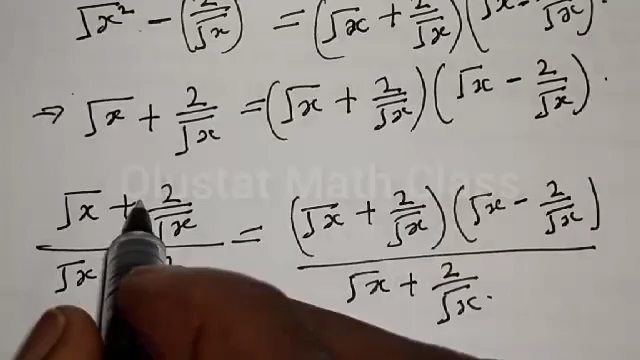 √x² − (2/√x) = (√x + 2/√x)(√x − 2/√x).
⇒ √x + 2/√x = (√x + 2/√x)(√x − 2/√x).
Olustat Math Class
(√x + 2/√x)/(√x = ((√x + 2/√x)(√x − 2/√x))/(√x + 2/√x.